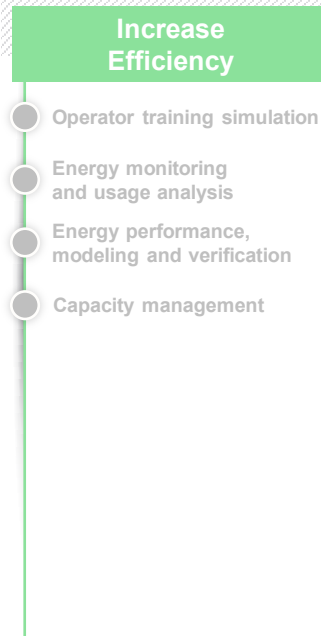 Increase
Efficiency
Operator training simulation
Energy monitoring
and usage analysis
Energy performance,
modeling and verification
Capacity management